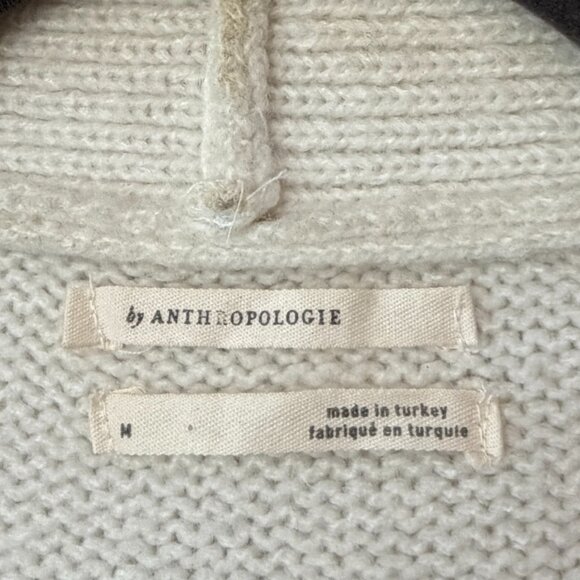 by ANTHROPOLOGIE
M
made in turkey
fabriqué en turquie